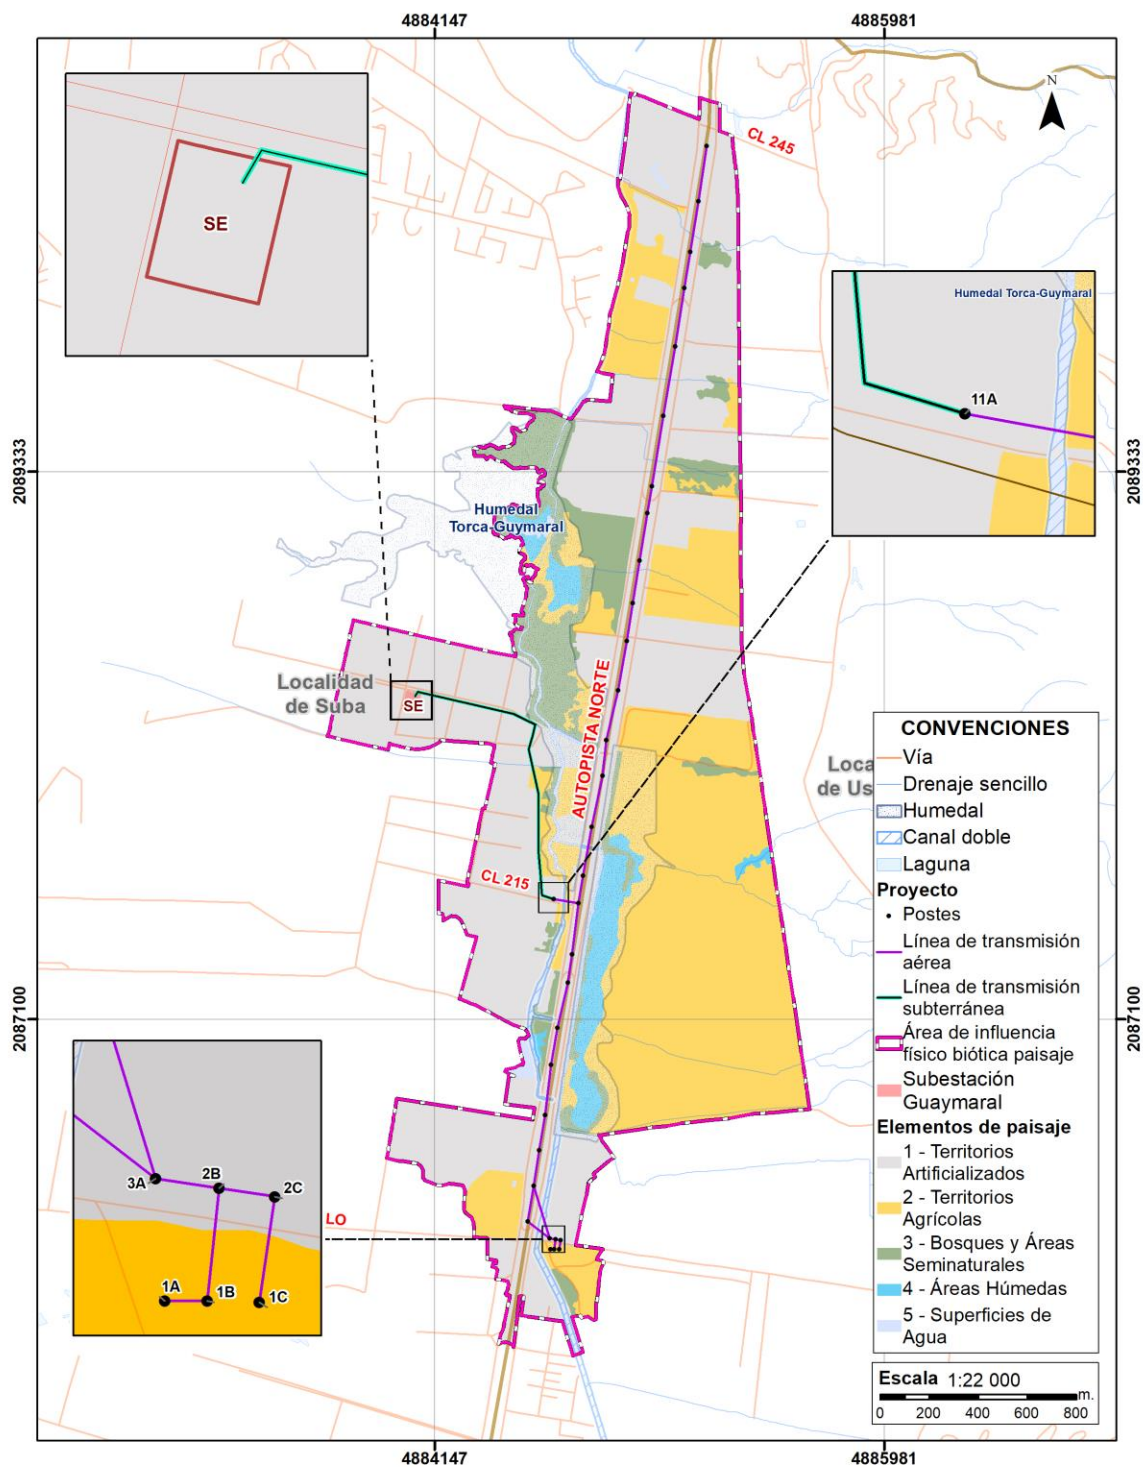 4884147
4885981
N
CL 245
SE
Humedal Torca-Guymaral
11A
2089333
2089333
Humedal
Torca-Guymaral
AUTOPISTA NORTE
Localidad
de Suba
SE
CL 215
Loca
de Us
2087100
2087100
3A
2B
2C
1A
1B
1C
LO
CONVENCIONES
Vía
Drenaje sencillo
Humedal
Canal doble
Laguna
Proyecto
Postes
Línea de transmisión
aérea
Línea de transmisión
subterránea
Área de influencia
físico biótica paisaje
Subestación
Guaymaral
Elementos de paisaje
1 - Territorios
Artificializados
2 - Territorios
Agrícolas
3 - Bosques y Áreas
Seminaturales
4 - Áreas Húmedas
5 - Superficies de
Agua
Escala 1:22 000
m.
0 200 400 600 800
4884147
4885981